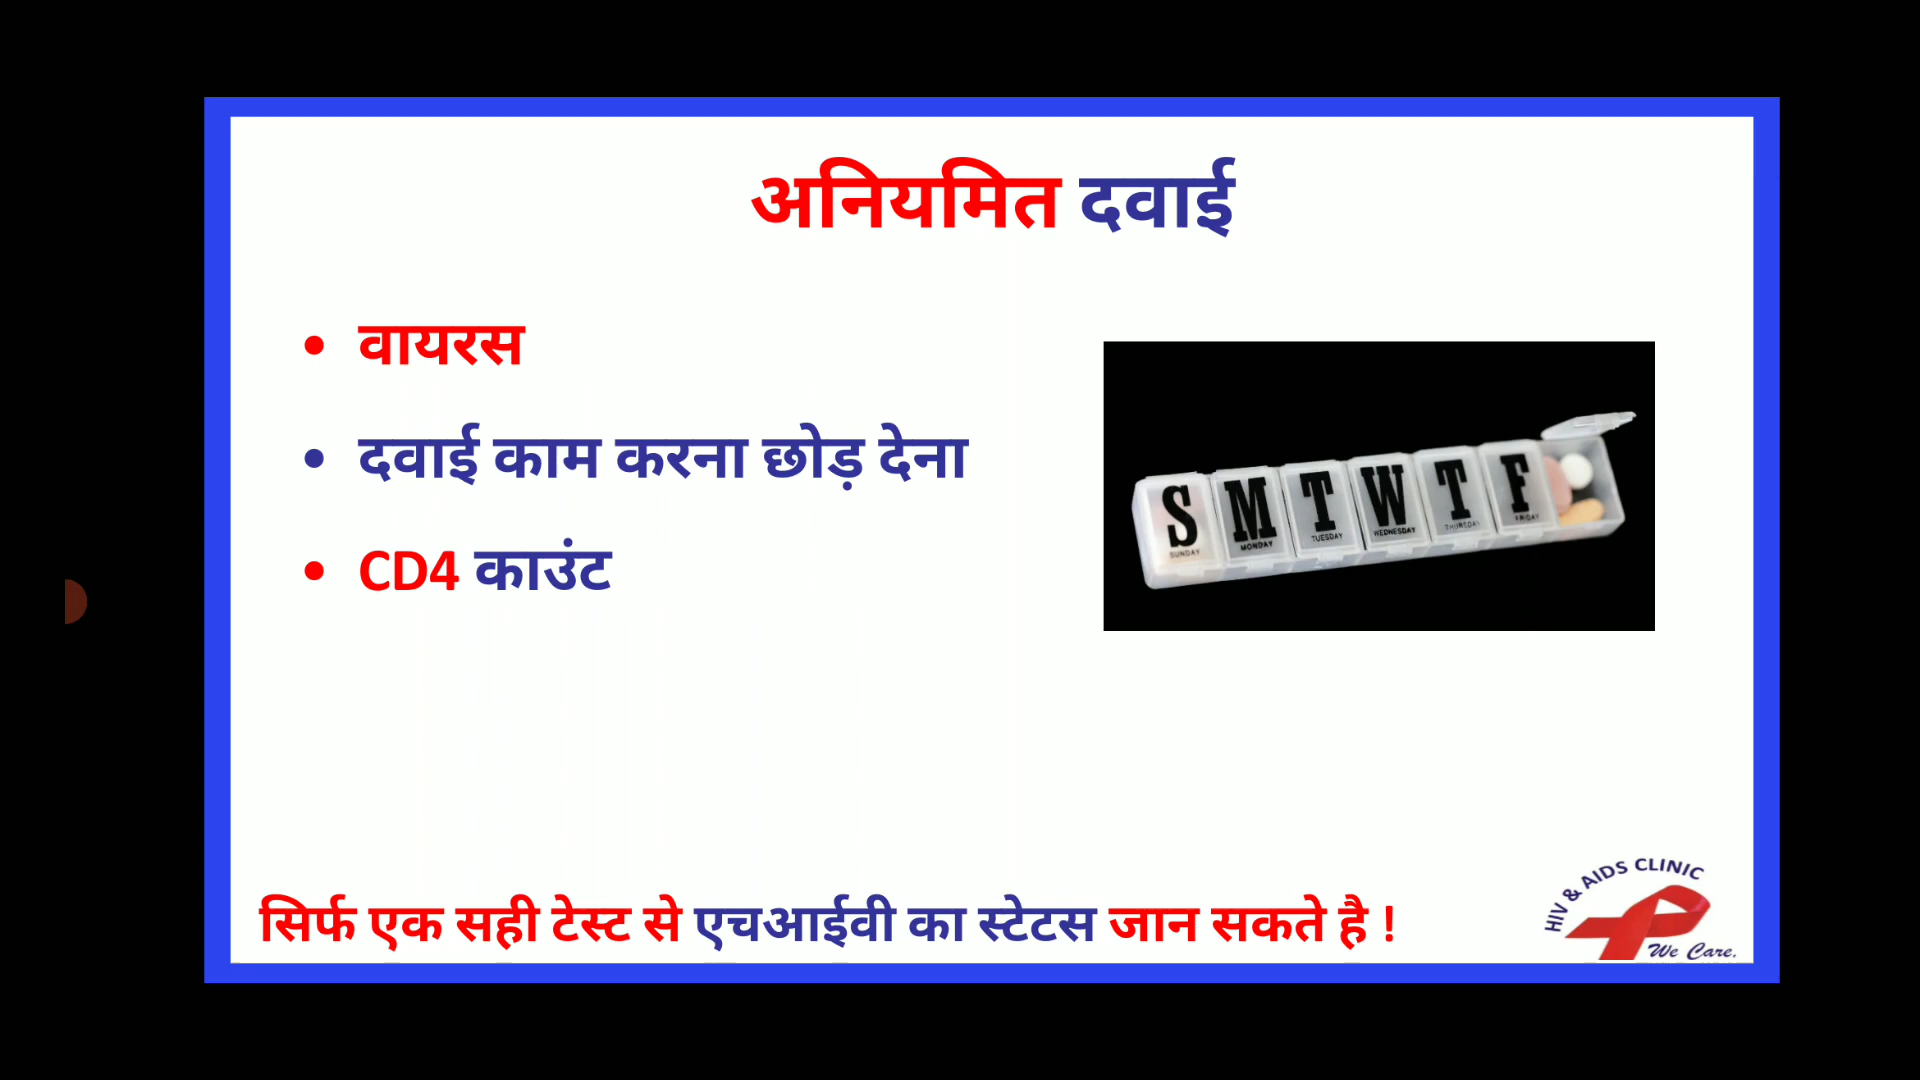 अनियमित दवाई
• वायरस
• दवाई काम करना छोड़ देना
• CD4 काउंट
S M T W T F
SUNDAY MONDAY TUESDAY WEDNESDAY THURSDAY FRIDAY
सिर्फ एक सही टेस्ट से एचआईवी का स्टेटस जान सकते है !
HIV & AIDS CLINIC
We Care.